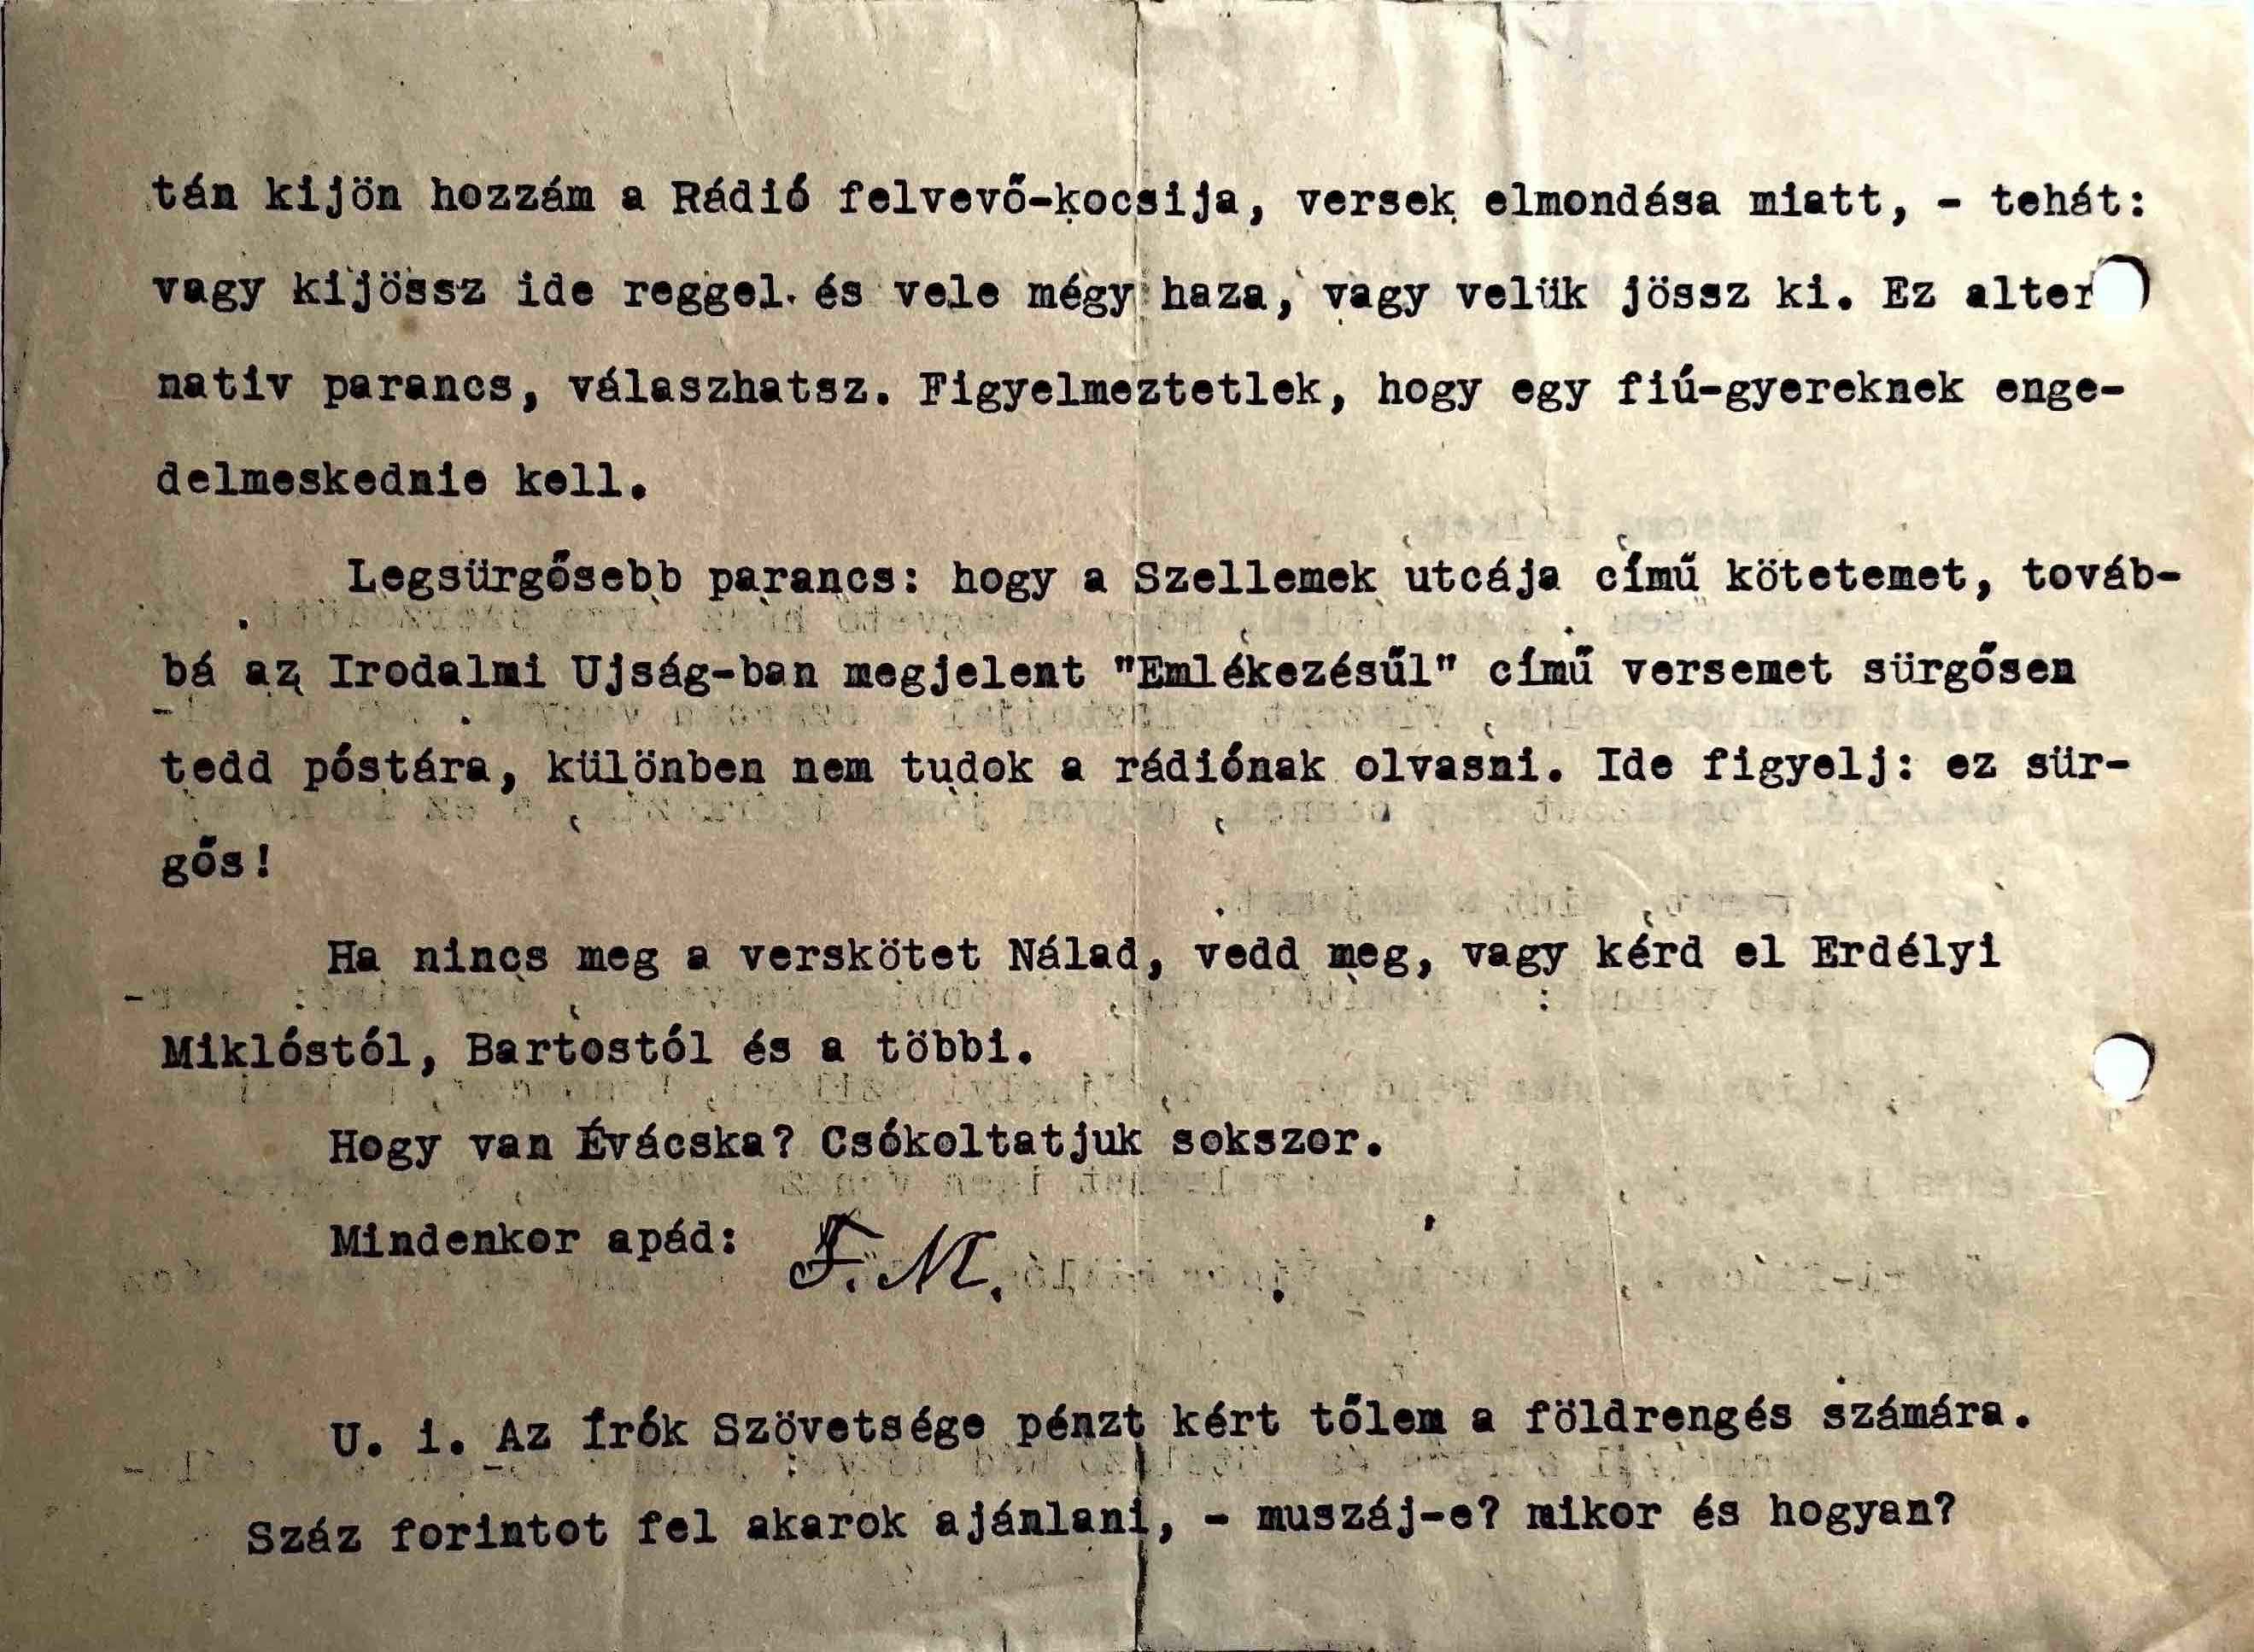 tán kijön hozzám a Rádió felvevő-kocsija, versek elmondása miatt, - tehát:
vagy kijössz ide reggel. és vele mégy haza, vagy velük jössz ki. Ez alter
nativ parancs, válaszhatsz. Figyelmeztetlek, hogy egy fiú-gyereknek enge-
delmeskednie kell.
Legsürgősebb parancs: hogy a Szellemek utcája című kötetemet, továb-
bá az Irodalmi Ujság-ban megjelent "Emlékezésűl" című versemet sürgősen
tedd póstára, különben nem tudok a rádiónak olvasni. Ide figyelj: ez sür-
gős!
Ha nincs meg a verskötet Nálad, vedd meg, vagy kérd el Erdélyi
Miklóstól, Bartostól és a többi.
Hogy van Évácska? Csókoltatjuk sokszor.
Mindenkor apád: F. M.
U. i. Az Írók Szövetsége pénzt kért tőlem a földrengés számára.
Száz forintot fel akarok ajánlani, - muszáj-e? mikor és hogyan?